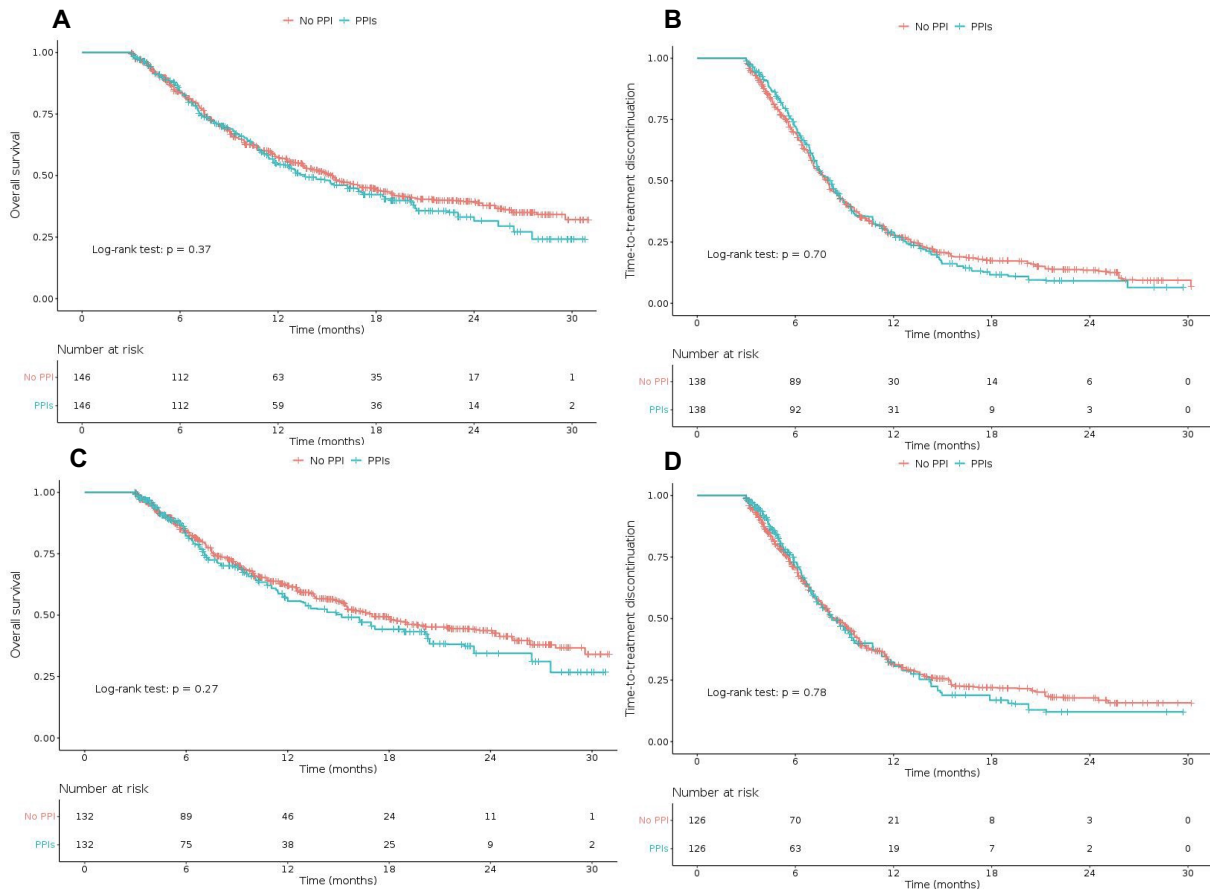 A
No PPI PPIs
Overall survival
1.00
0.75
0.50
0.25
0.00
Log-rank test: p = 0.37
6 12 18 24 30
Time (months)
Number at risk
No PPI 146 112 63 35 17 1
PPIs 146 112 59 36 14 2
0 6 12 18 24 30
Time (months)
B
No PPI PPIs
Time-to-treatment discontinuation
1.00
0.75
0.50
0.25
0.00
Log-rank test: p = 0.70
0 6 12 18 24 30
Time (months)
Number at risk
No PPI 138 89 30 14 6 0
PPIs 138 92 31 9 3 0
0 6 12 18 24 30
Time (months)
C
No PPI PPIs
Overall survival
1.00
0.75
0.50
0.25
0.00
Log-rank test: p = 0.27
0 6 12 18 24 30
Time (months)
Number at risk
No PPI 132 89 46 24 11 1
PPIs 132 75 38 25 9 2
0 6 12 18 24 30
Time (months)
D
No PPI PPIs
Time-to-treatment discontinuation
1.00
0.75
0.50
0.25
0.00
Log-rank test: p = 0.78
0 6 12 18 24 30
Time (months)
Number at risk
No PPI 126 70 21 8 3 0
PPIs 126 63 19 7 2 0
0 6 12 18 24 30
Time (months)